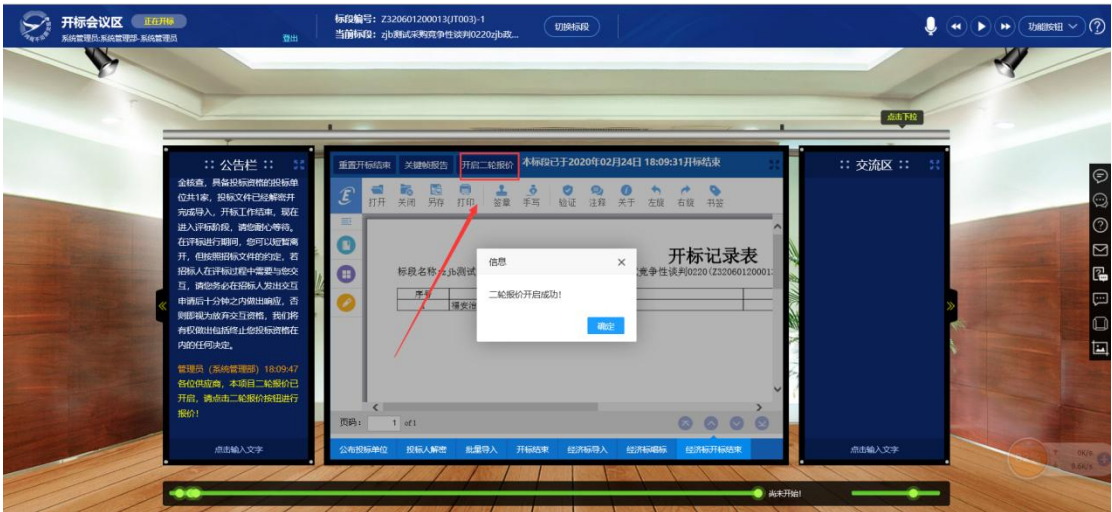 开标会议区 正在开标
系统管理员:系统管理部-系统管理员 登出
标段编号：Z320601200013(JT003)-1
当前标段：zjb测试采购竞争性谈判0220zjb政...
切换标段
功能按钮
点击下拉
:: 公告栏 ::
金核查，具备投标资格的投标单
位共1家，投标文件已经解密并
完成导入，开标工作结束，现在
进入评标阶段，请您耐心等待。
在评标进行期间，您可以短暂离
开，但按照招标文件的约定，若
招标人在评标过程中需要与您交
互，请您务必在招标人发出交互
申请后十分钟之内做出响应，否
则即视为放弃交互资格，我们将
有权做出包括终止您投标资格在
内的任何决定。
管理员（系统管理部）18:09:47
各位供应商，本项目二轮报价已
开启，请点击二轮报价按钮进行
报价！
点击输入文字
重置开标结束 关键帧报告 开启二轮报价 本标段已于2020年02月24日 18:09:31开标结束
打开 关闭 另存 打印 签章 手写 验证 注释 关于 左旋 右旋 书签
开标记录表
标段名称:zjb测试 竞争性谈判0220(Z32060120001
序号
信息
二轮报价开启成功!
确定
页码： 1 of1
公布投标单位 投标人解密 批量导入 开标结束 经济标导入 经济标唱标 经济标开标结束
:: 交流区 ::
点击输入文字
尚未开始!
0K/s